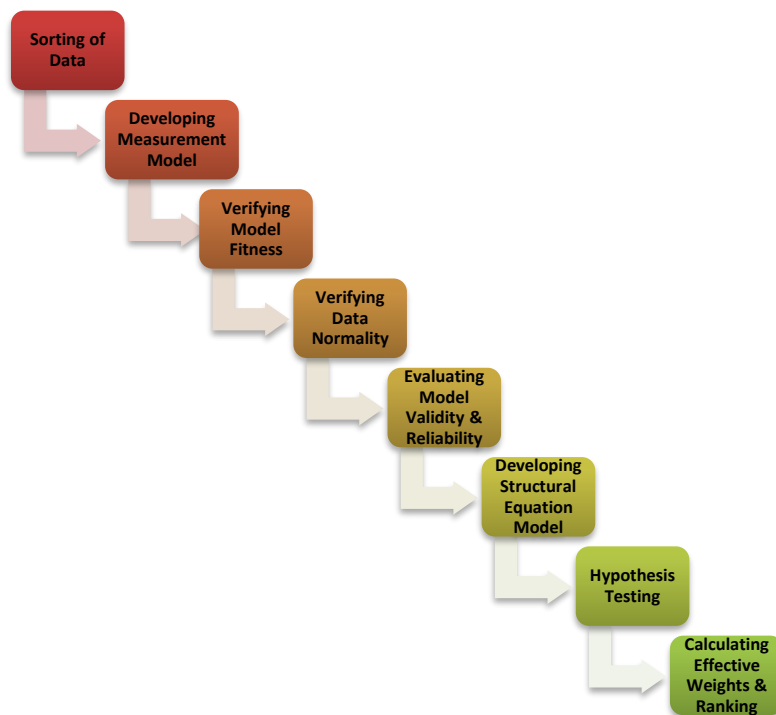 Sorting of
Data
Developing
Measurement
Model
Verifying
Model
Fitness
Verifying
Data
Normality
Evaluating
Model
Validity &
Reliability
Developing
Structural
Equation
Model
Hypothesis
Testing
Calculating
Effective
Weights &
Ranking